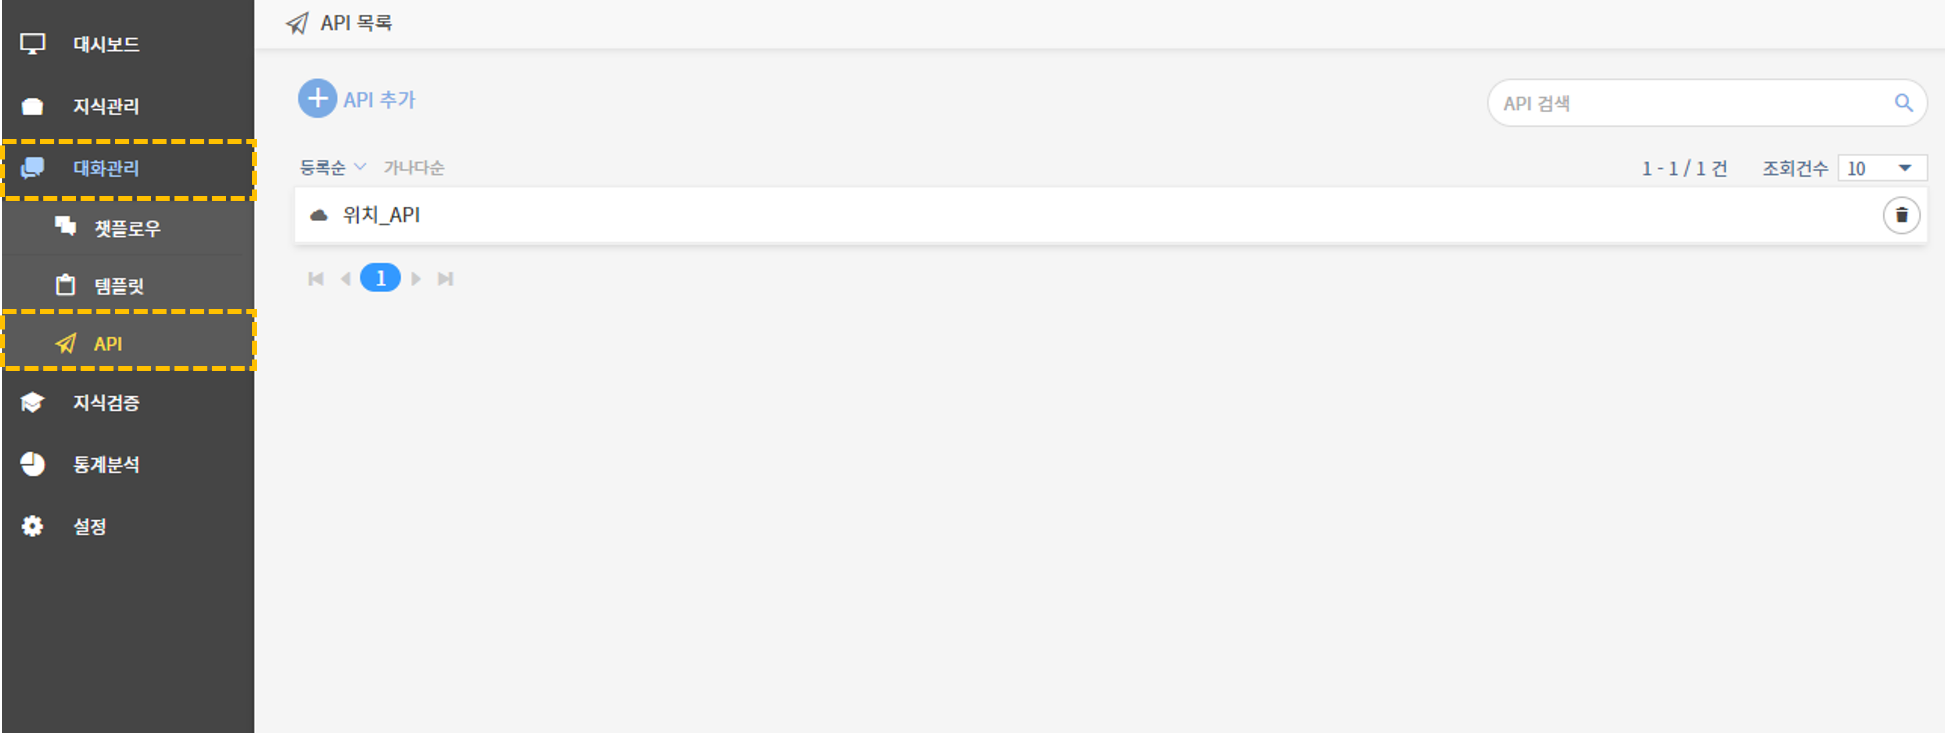 대시보드
지식관리
대화관리
챗플로우
템플릿
API
지식검증
통계분석
설정
API 목록
API 추가
API 검색
등록순 가나다순
1 - 1 / 1 건 조회건수 10
위치_API
1